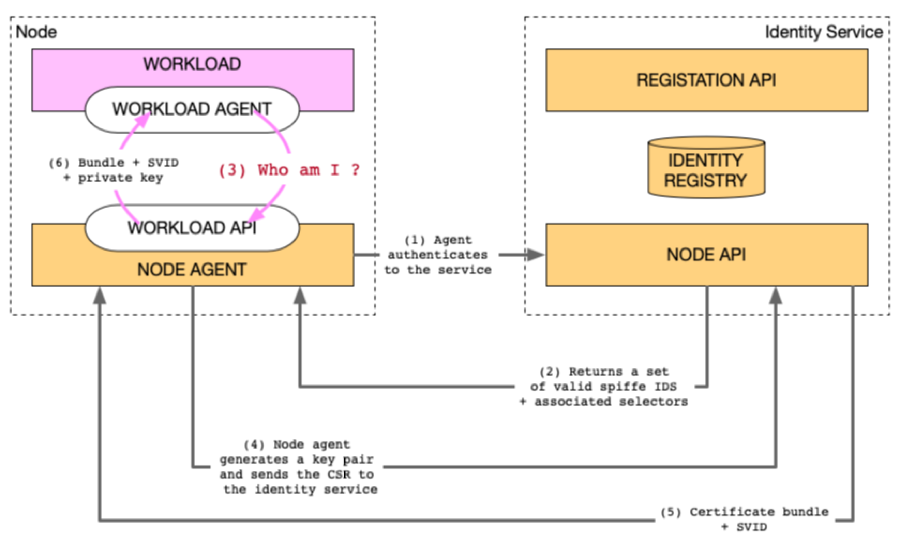 Node
WORKLOAD
WORKLOAD AGENT
(6) Bundle + SVID
+ private key
(3) Who am I ?
WORKLOAD API
NODE AGENT
(1) Agent
authenticates
to the service
Identity Service
REGISTATION API
IDENTITY
REGISTRY
NODE API
(2) Returns a set
of valid spiffe IDS
+ associated selectors
(4) Node agent
generates a key pair
and sends the CSR to
the identity service
(5) Certificate bundle
+ SVID